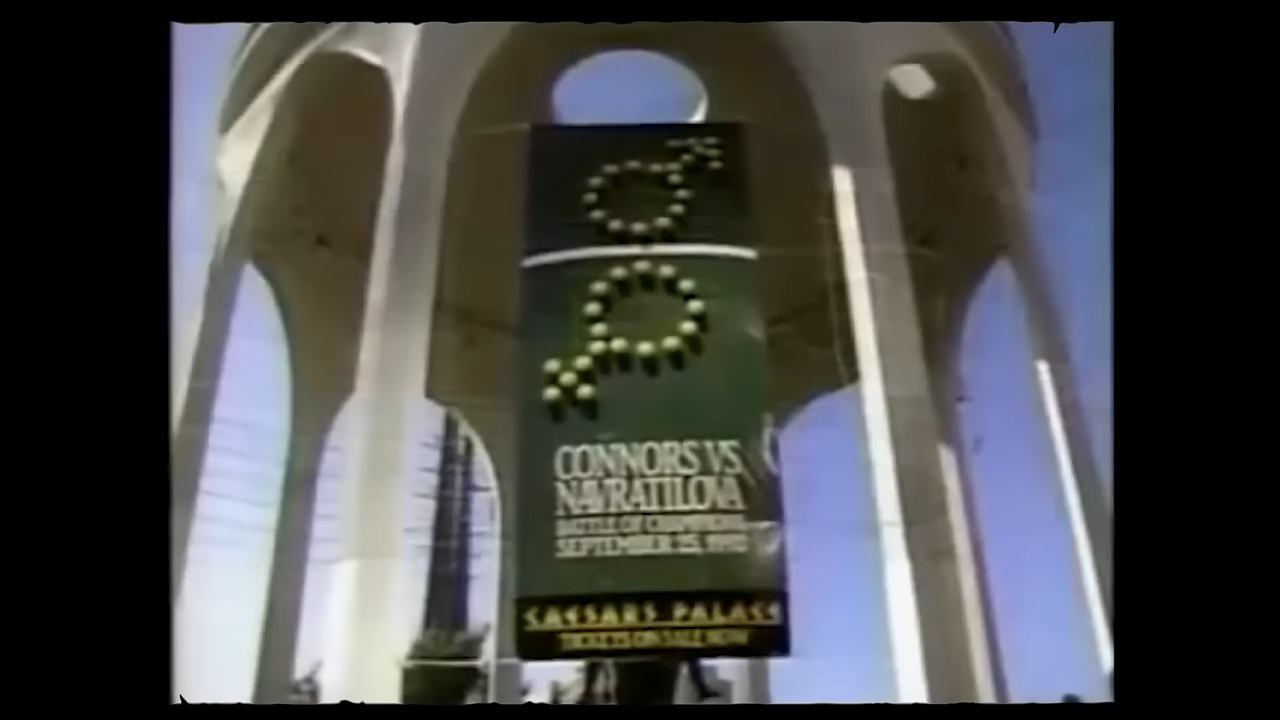 CONNORS VS
NAVRATILOVA
BATTLE OF CHAMPIONS
SEPTEMBER 25, 1992
CAESARS PALACE
TICKETS ON SALE NOW